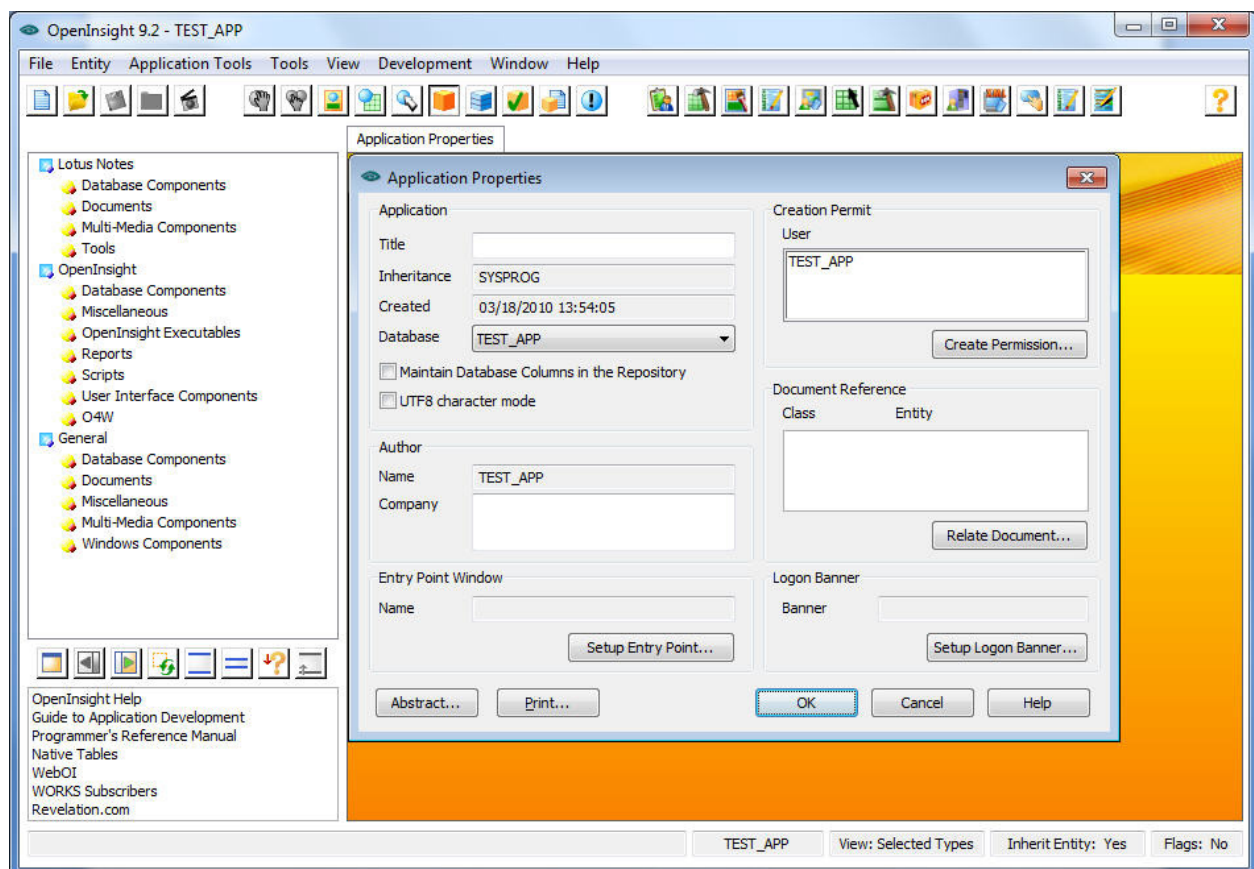 OpenInsight 9.2 - TEST_APP
File Entity Application Tools Tools View Development Window Help
Application Properties
Lotus Notes
Database Components
Documents
Multi-Media Components
Tools
OpenInsight
Database Components
Miscellaneous
OpenInsight Executables
Reports
Scripts
User Interface Components
O4W
General
Database Components
Documents
Miscellaneous
Multi-Media Components
Windows Components
OpenInsight Help
Guide to Application Development
Programmer's Reference Manual
Native Tables
WebOI
WORKS Subscribers
Revelation.com
Application Properties
Application
Title
Inheritance SYSPROG
Created 03/18/2010 13:54:05
Database TEST_APP
Maintain Database Columns in the Repository
UTF8 character mode
Author
Name TEST_APP
Company
Entry Point Window
Name
Setup Entry Point...
Creation Permit
User
TEST_APP
Create Permission...
Document Reference
Class Entity
Relate Document...
Logon Banner
Banner
Setup Logon Banner...
Abstract... Print... OK Cancel Help
TEST_APP View: Selected Types Inherit Entity: Yes Flags: No